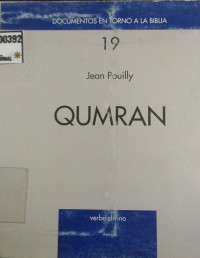 DOCUMENTOS EN TORNO A LA BIBLIA
00392
19
Jean Pouilly
QUMRAN
verbo divino